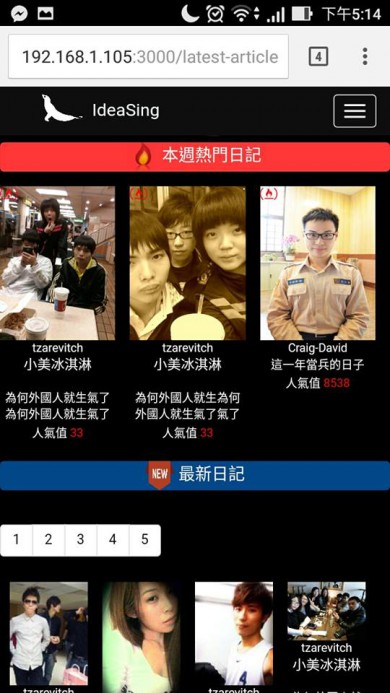 下午5:14
192.168.1.105:3000/latest-article
4
IdeaSing
本週熱門日記
tzarevitch
小美冰淇淋
為何外國人就生氣了
為何外國人就生氣了
人氣值 33
tzarevitch
小美冰淇淋
為何外國人就生為何
外國人就生氣了氣了
人氣值 33
Craig-David
這一年當兵的日子
人氣值 8538
NEW 最新日記
1 2 3 4 5
tzarevitch
小美冰淇淋